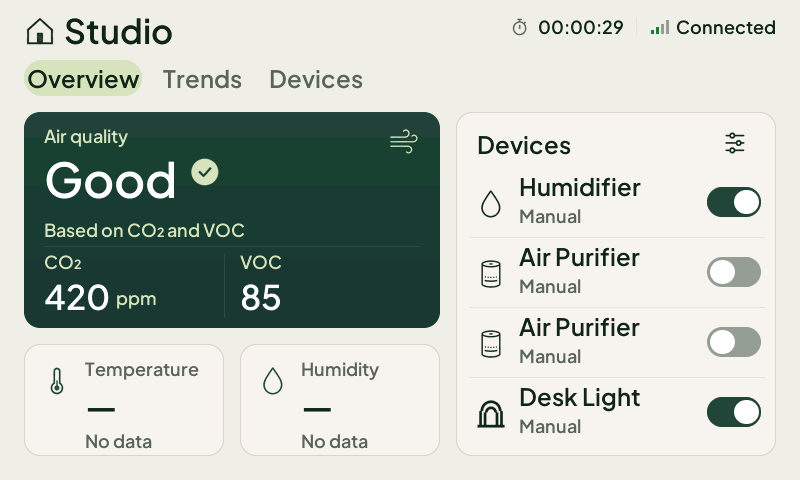 Studio
00:00:29
Connected
Overview
Trends
Devices
Air quality
Good
Based on CO₂ and VOC
CO₂
420 ppm
VOC
85
Temperature
—
No data
Humidity
—
No data
Devices
Humidifier
Manual
Air Purifier
Manual
Air Purifier
Manual
Desk Light
Manual